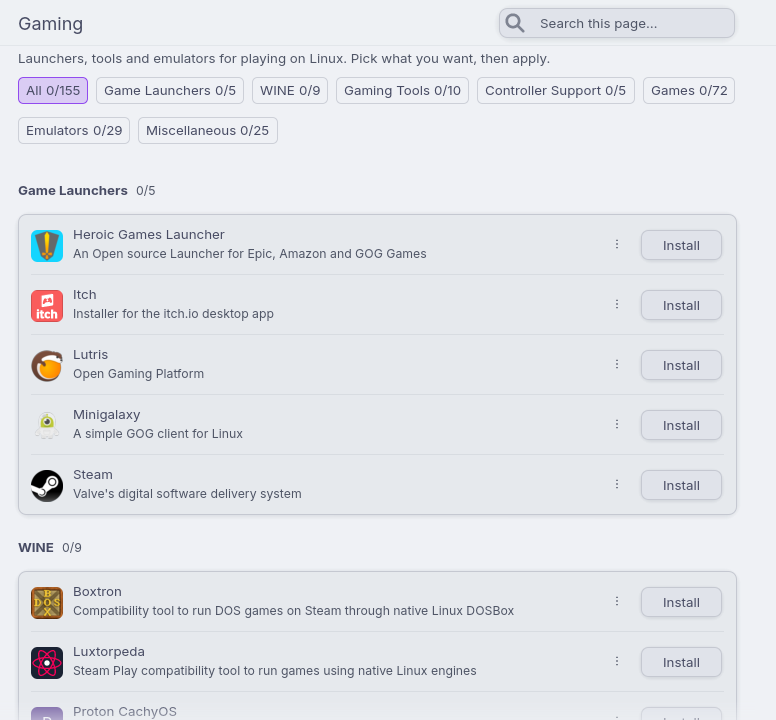 Gaming
Search this page...
Launchers, tools and emulators for playing on Linux. Pick what you want, then apply.
All 0/155 Game Launchers 0/5 WINE 0/9 Gaming Tools 0/10 Controller Support 0/5 Games 0/72
Emulators 0/29 Miscellaneous 0/25
Game Launchers 0/5
Heroic Games Launcher
An Open source Launcher for Epic, Amazon and GOG Games
Install
Itch
itch
Installer for the itch.io desktop app
Install
Lutris
Open Gaming Platform
Install
Minigalaxy
A simple GOG client for Linux
Install
Steam
Valve's digital software delivery system
Install
WINE 0/9
Boxtron
BOX
DOS
Compatibility tool to run DOS games on Steam through native Linux DOSBox
Install
Luxtorpeda
Steam Play compatibility tool to run games using native Linux engines
Install
Proton CachyOS
P
Install